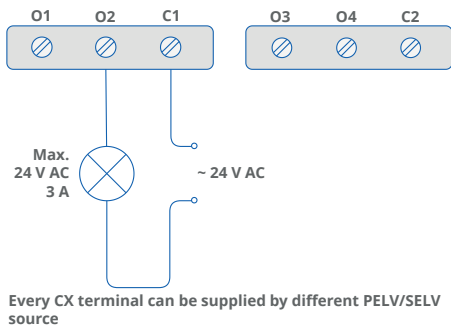 O1 O2 C1 O3 O4 C2
Max.
24 V AC
3 A
~ 24 V AC
Every CX terminal can be supplied by different PELV/SELV
source